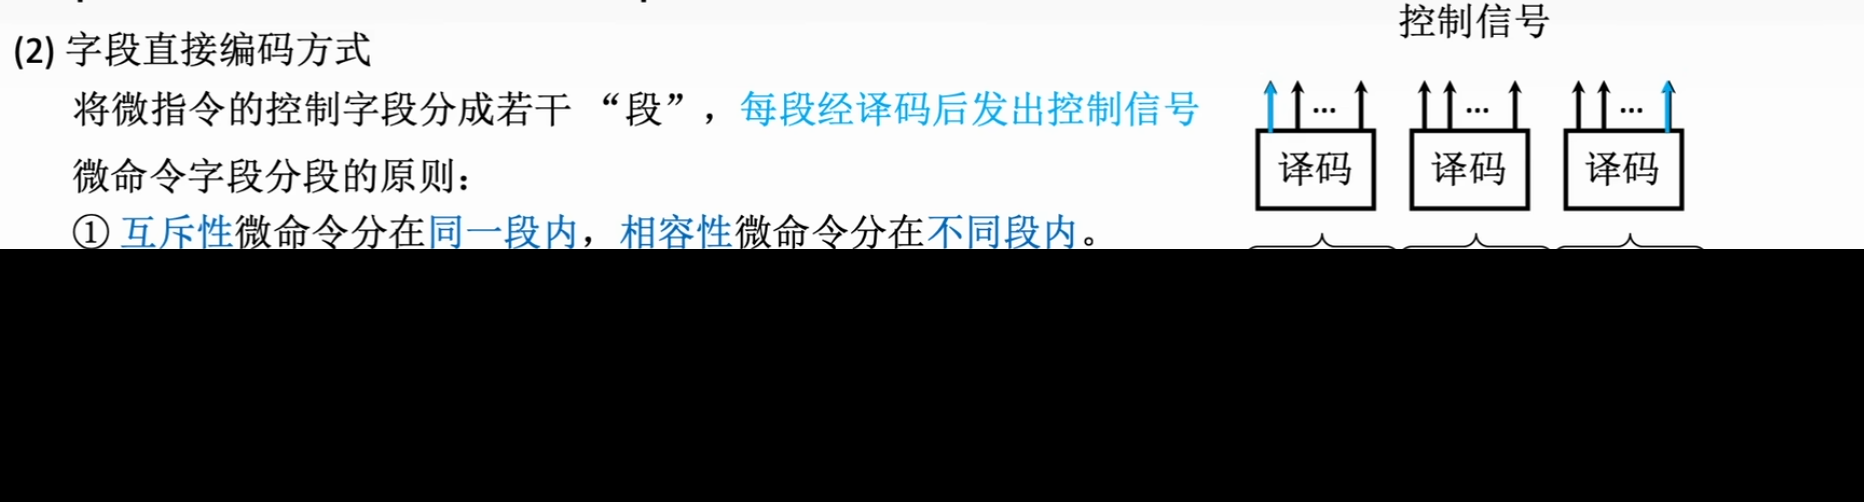 控制信号
(2) 字段直接编码方式
将微指令的控制字段分成若干 “段”，每段经译码后发出控制信号
... ... ...
译码 译码 译码
微命令字段分段的原则：
① 互斥性微命令分在同一段内，相容性微命令分在不同段内。